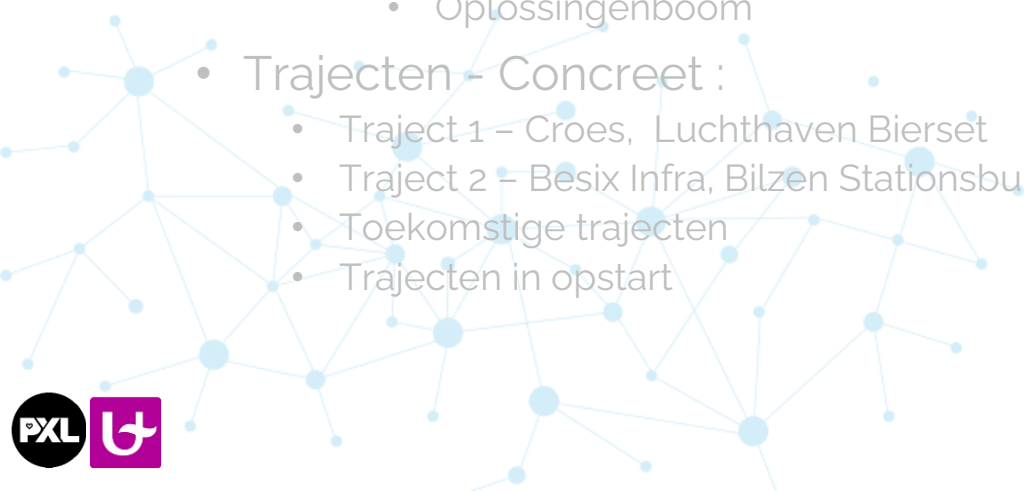 • Oplossingenboom
• Trajecten - Concreet :
• Traject 1 – Croes, Luchthaven Bierset
• Traject 2 – Besix Infra, Bilzen Stationsbu
• Toekomstige trajecten
• Trajecten in opstart
PXL